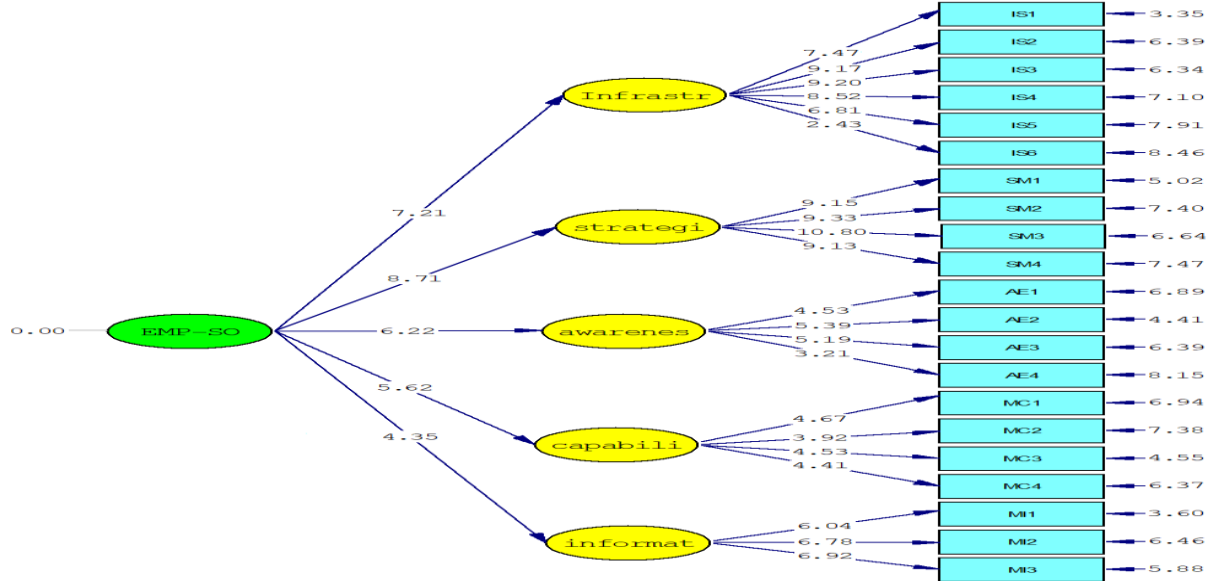 IS1 3.35
IS2 6.39
7.47
9.17
IS3 6.34
9.20
Infrastr
IS4 7.10
8.52
6.81
IS5 7.91
2.43
IS6 8.46
SM1 5.02
9.15
SM2 7.40
7.21
9.33
strategi
10.80
SM3 6.64
9.13
SM4 7.47
8.71
AE1 6.89
4.53
AE2 4.41
0.00 EMP-SO 6.22 awarenes
5.39
5.19
AE3 6.39
3.21
AE4 8.15
5.62
MC1 6.94
4.67
MC2 7.38
4.35
3.92
capabili
4.53
MC3 4.55
4.41
MC4 6.37
MI1 3.60
6.04
informat
6.78
MI2 6.46
6.92
MI3 5.88